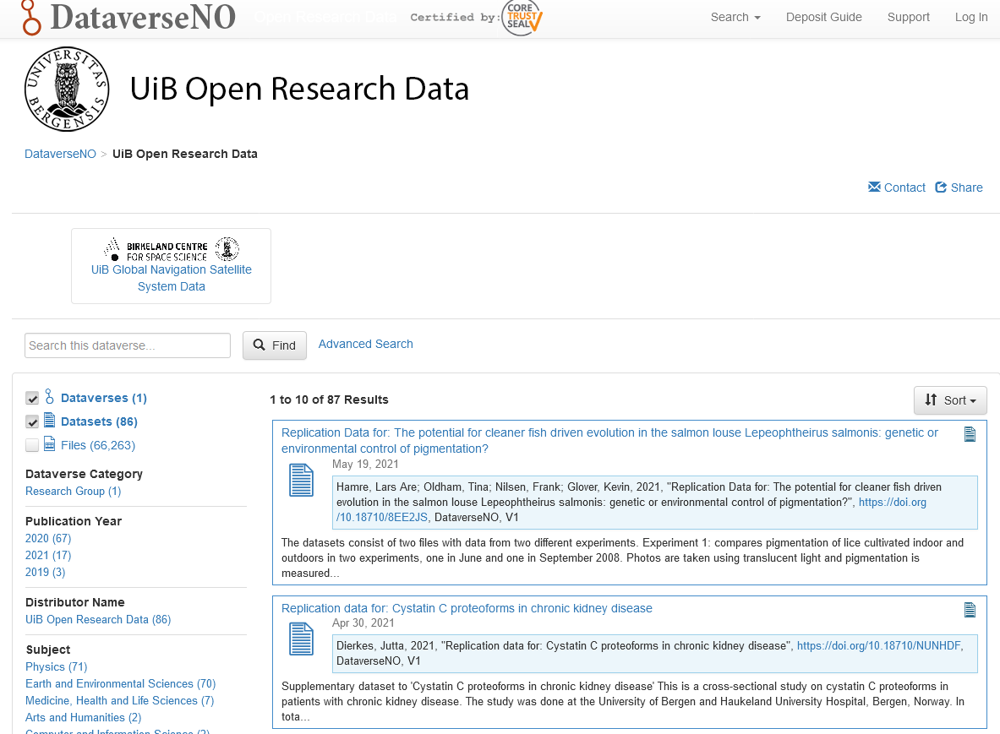 DataverseNO Open Research Data Certified by: CORE TRUST SEAL Search Deposit Guide Support Log In
UNIVERSITAS BERGENSIS
UiB Open Research Data
DataverseNO > UiB Open Research Data
Contact Share
BIRKELAND CENTRE
FOR SPACE SCIENCE
UiB Global Navigation Satellite
System Data
Search this dataverse... Find Advanced Search
Dataverses (1)
Datasets (86)
Files (66,263)
Dataverse Category
Research Group (1)
Publication Year
2020 (67)
2021 (17)
2019 (3)
Distributor Name
UiB Open Research Data (86)
Subject
Physics (71)
Earth and Environmental Sciences (70)
Medicine, Health and Life Sciences (7)
Arts and Humanities (2)
Computer and Information Science (2)
1 to 10 of 87 Results Sort
Replication Data for: The potential for cleaner fish driven evolution in the salmon louse Lepeophtheirus salmonis: genetic or
environmental control of pigmentation?
May 19, 2021
Hamre, Lars Are; Oldham, Tina; Nilsen, Frank; Glover, Kevin, 2021, "Replication Data for: The potential for cleaner fish driven
evolution in the salmon louse Lepeophtheirus salmonis: genetic or environmental control of pigmentation?", https://doi.org
/10.18710/8EE2JS, DataverseNO, V1
The datasets consist of two files with data from two different experiments. Experiment 1: compares pigmentation of lice cultivated indoor and
outdoors in two experiments, one in June and one in September 2008. Photos are taken using translucent light and pigmentation is
measured...
Replication data for: Cystatin C proteoforms in chronic kidney disease
Apr 30, 2021
Dierkes, Jutta, 2021, "Replication data for: Cystatin C proteoforms in chronic kidney disease", https://doi.org/10.18710/NUNHDF,
DataverseNO, V1
Supplementary dataset to 'Cystatin C proteoforms in chronic kidney disease' This is a cross-sectional study on cystatin C proteoforms in
patients with chronic kidney disease. The study was done at the University of Bergen and Haukeland University Hospital, Bergen, Norway. In
tota...